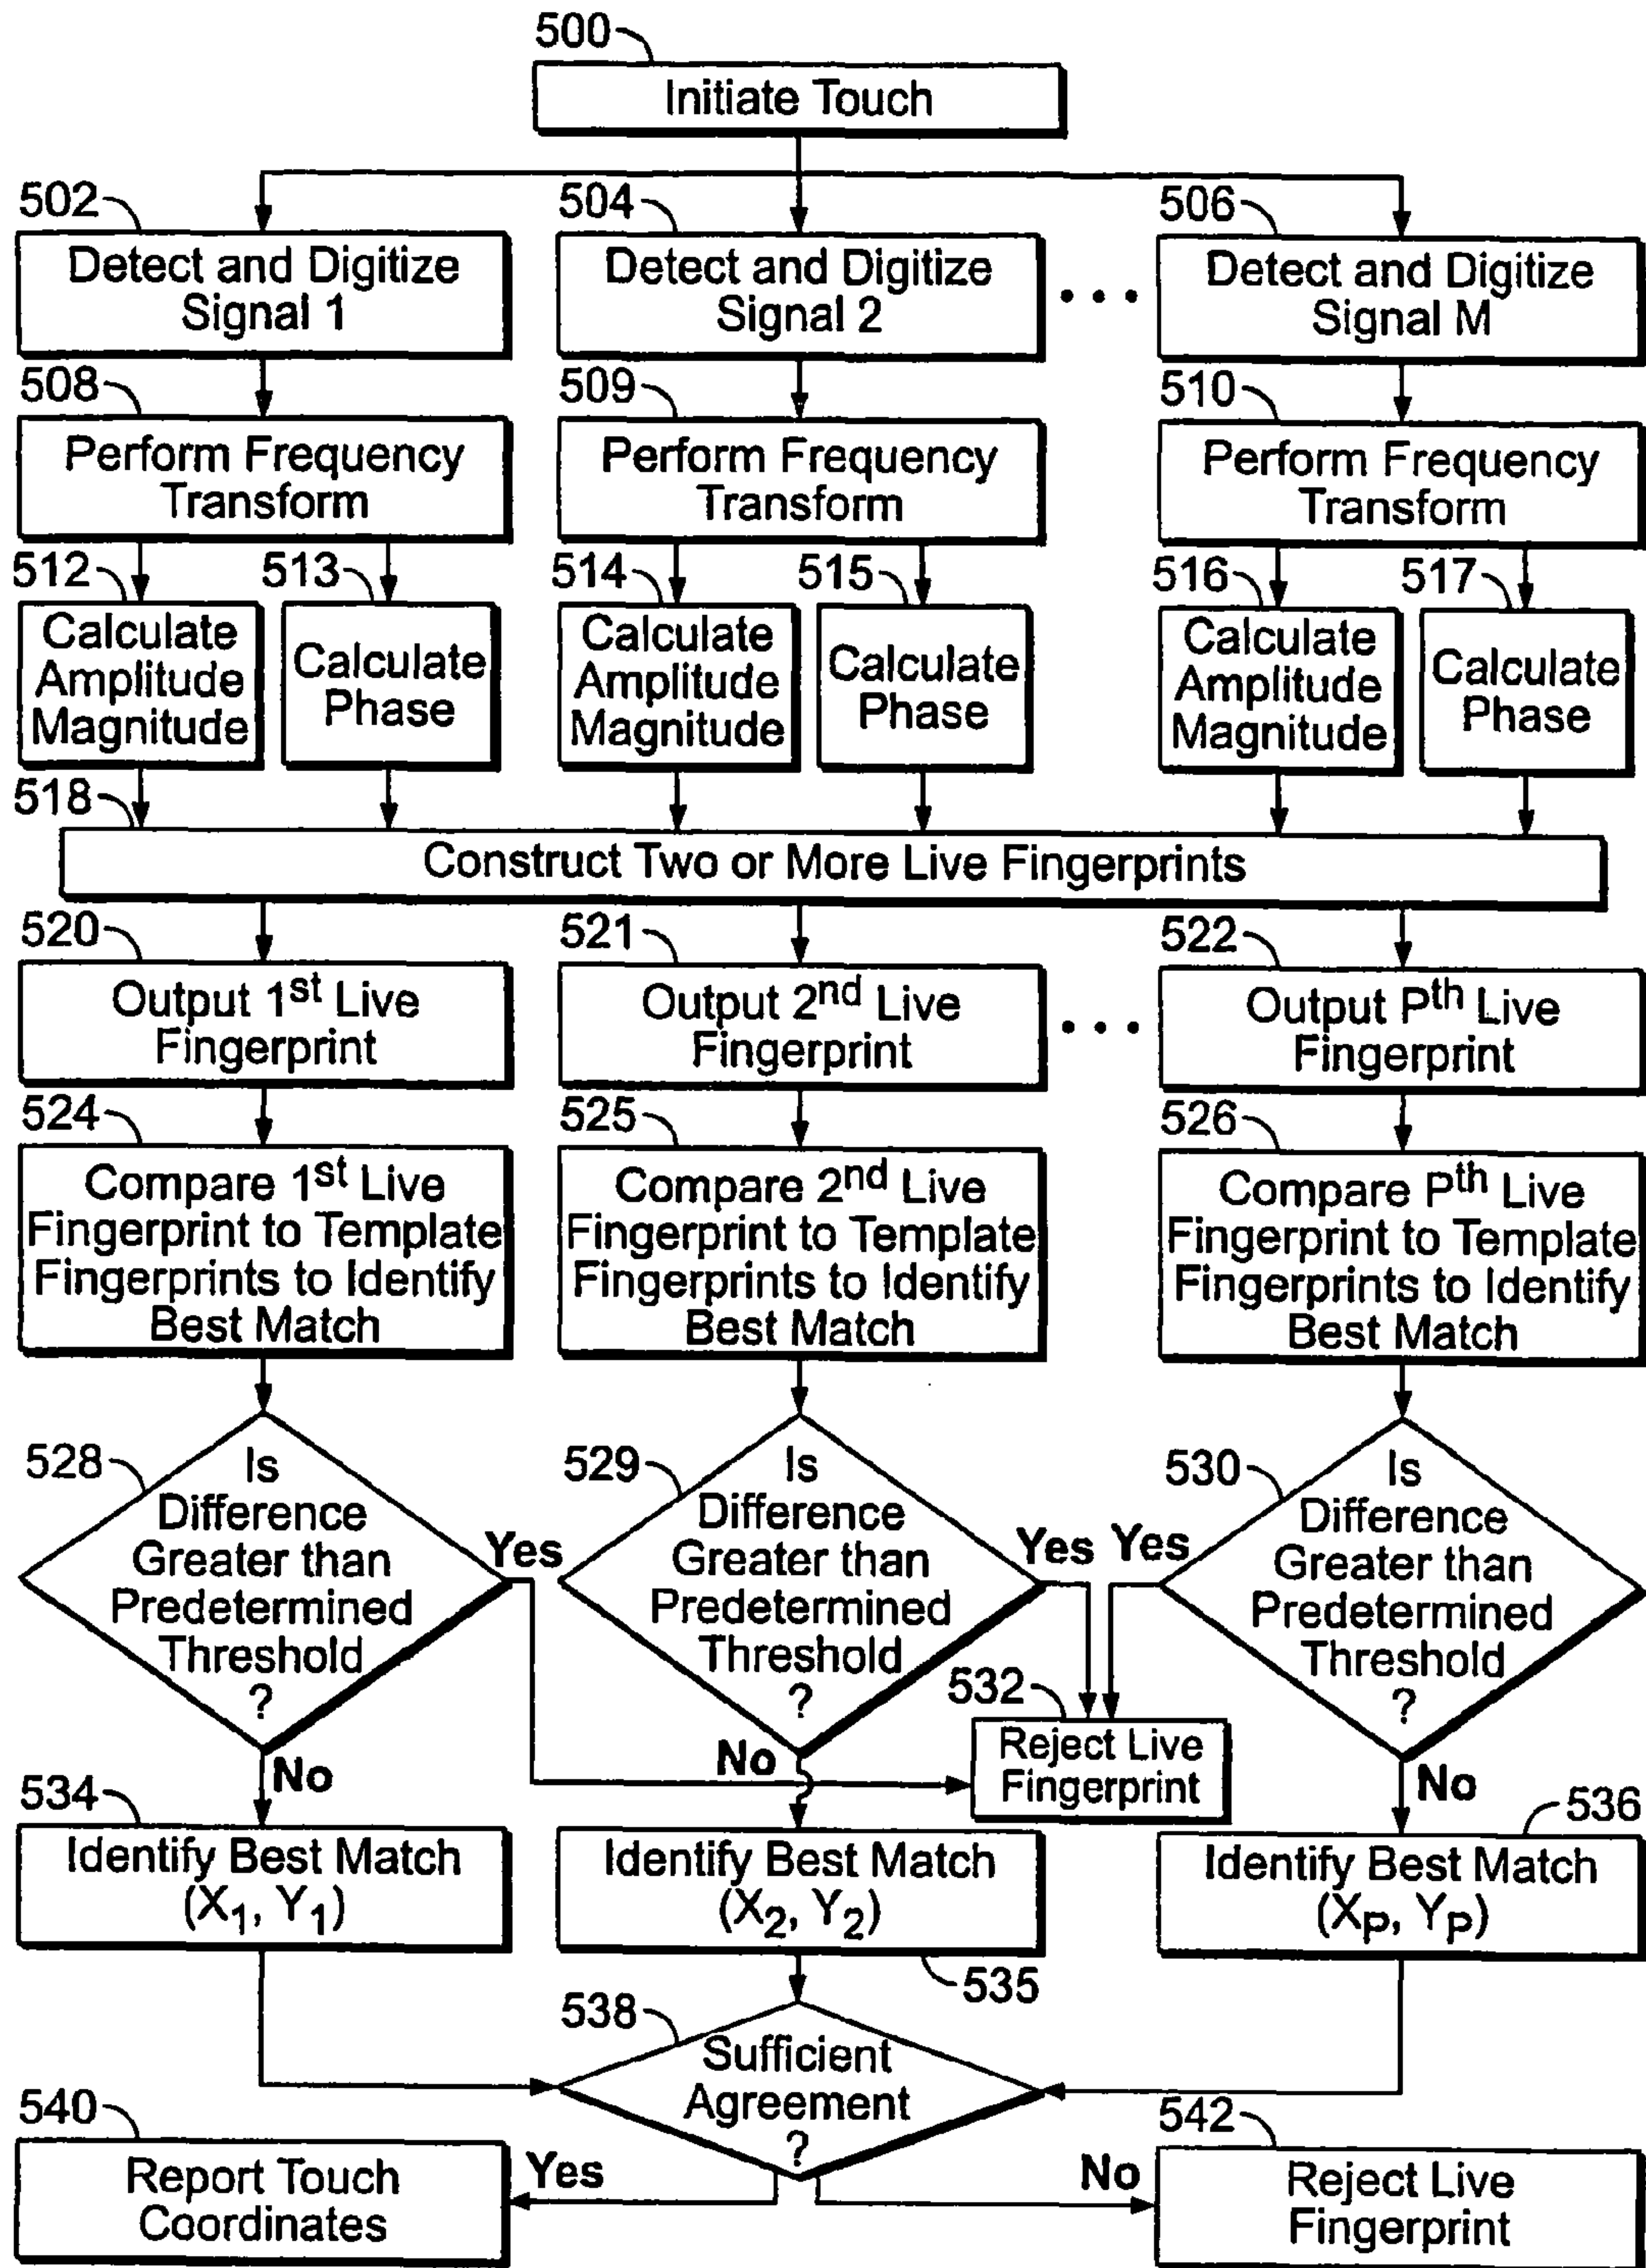 500
Initiate Touch
502
504
506
Detect and Digitize
Signal 1
Detect and Digitize
Signal 2
• • •
Detect and Digitize
Signal M
508
509
510
Perform Frequency
Transform
Perform Frequency
Transform
Perform Frequency
Transform
512
513
514
515
516
517
Calculate
Amplitude
Magnitude
Calculate
Phase
Calculate
Amplitude
Magnitude
Calculate
Phase
Calculate
Amplitude
Magnitude
Calculate
Phase
518
Construct Two or More Live Fingerprints
520
521
522
Output 1st Live
Fingerprint
Output 2nd Live
Fingerprint
• • •
Output Pth Live
Fingerprint
524
525
526
Compare 1st Live
Fingerprint to Template
Fingerprints to Identify
Best Match
Compare 2nd Live
Fingerprint to Template
Fingerprints to Identify
Best Match
Compare Pth Live
Fingerprint to Template
Fingerprints to Identify
Best Match
528
Is
Difference
Greater than
Predetermined
Threshold
?
Yes
No
529
Is
Difference
Greater than
Predetermined
Threshold
?
Yes
No
530
Is
Difference
Greater than
Predetermined
Threshold
?
Yes
No
532
Reject Live
Fingerprint
534
Identify Best Match
(X1, Y1)
Identify Best Match
(X2, Y2)
535
536
Identify Best Match
(XP, YP)
538
Sufficient
Agreement
?
Yes
No
540
Report Touch
Coordinates
542
Reject Live
Fingerprint